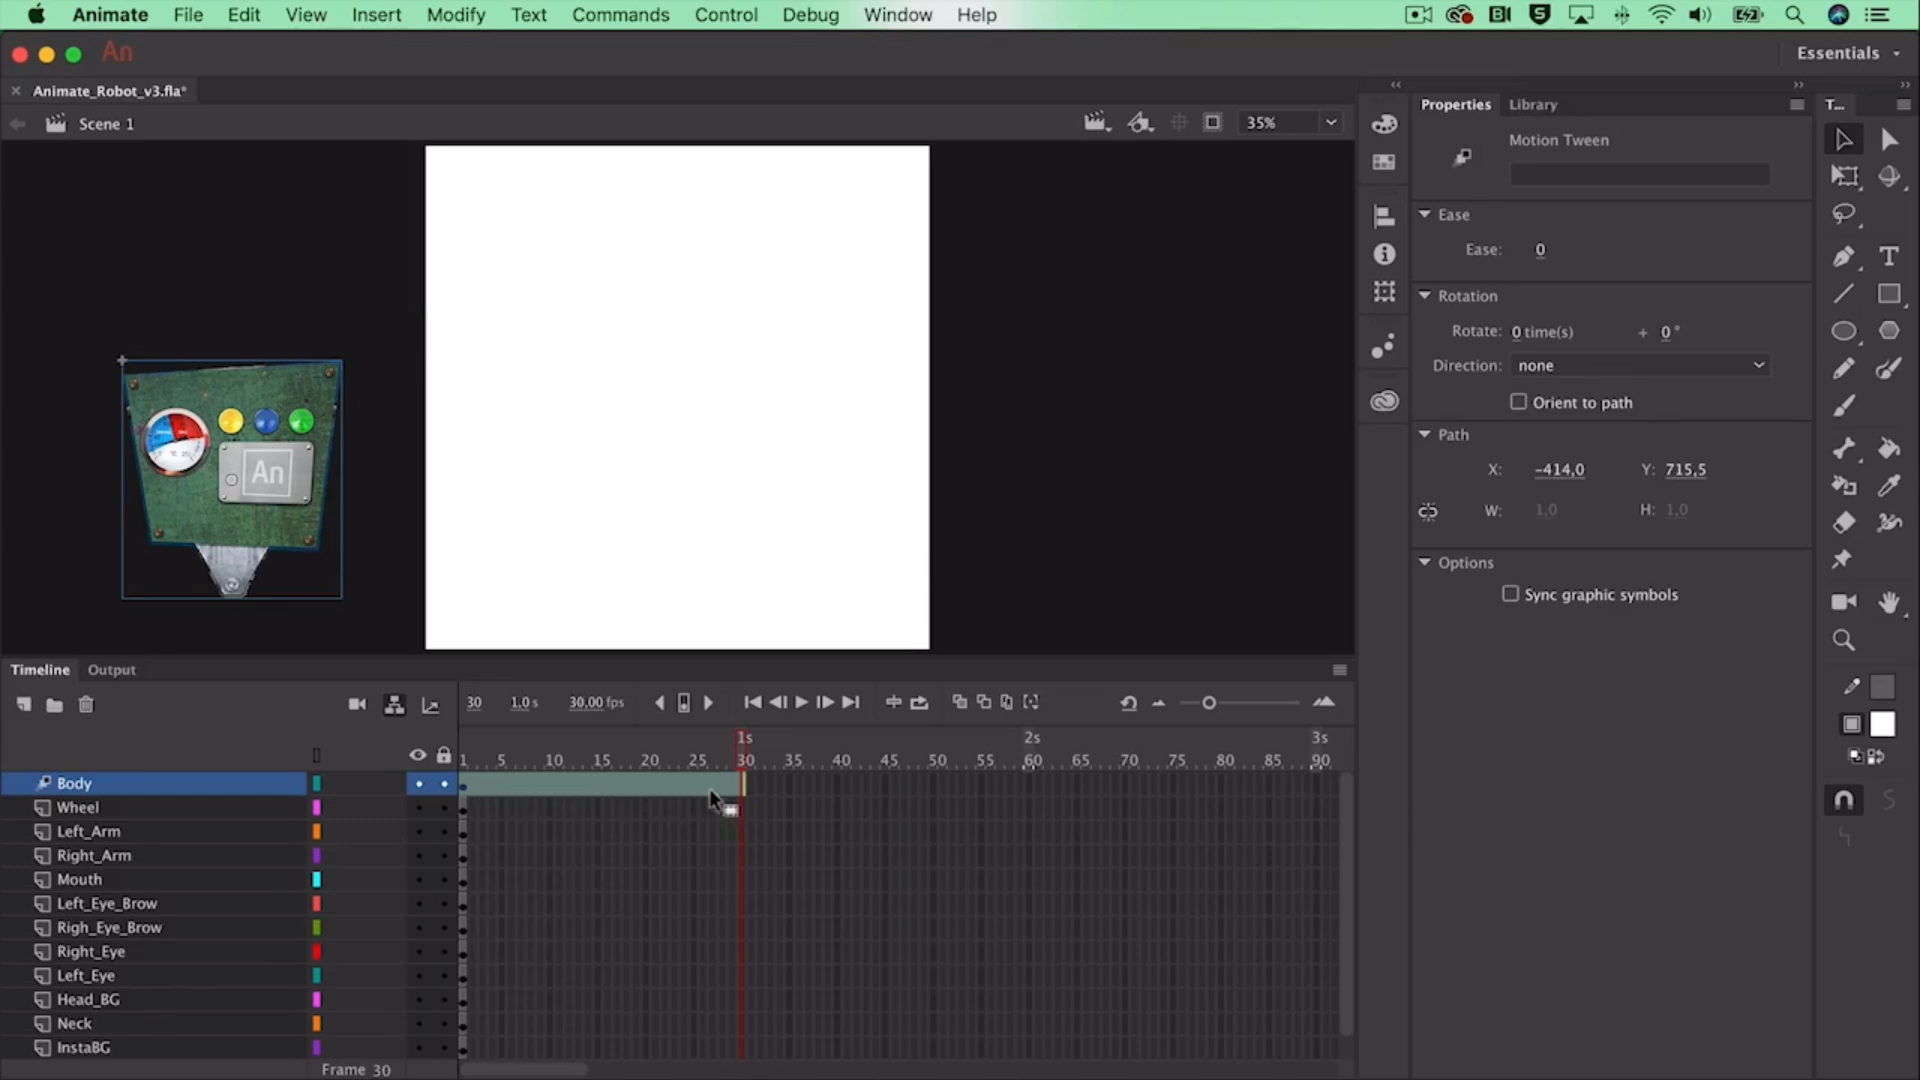 Animate File Edit View Insert Modify Text Commands Control Debug Window Help
An Essentials
Animate_Robot_v3.fla*
Scene 1 35%
Properties Library T...
Motion Tween
Ease
Ease: 0
Rotation
Rotate: 0 time(s) + 0°
Direction: none
Orient to path
Path
X: -414,0 Y: 715,5
W: 1,0 H: 1,0
Options
Sync graphic symbols
An
Timeline Output
30 1.0 s 30.00 fps
1s 2s 3s
1 5 10 15 20 25 30 35 40 45 50 55 60 65 70 75 80 85 90
Body
Wheel
Left_Arm
Right_Arm
Mouth
Left_Eye_Brow
Righ_Eye_Brow
Right_Eye
Left_Eye
Head_BG
Neck
InstaBG
Frame 30